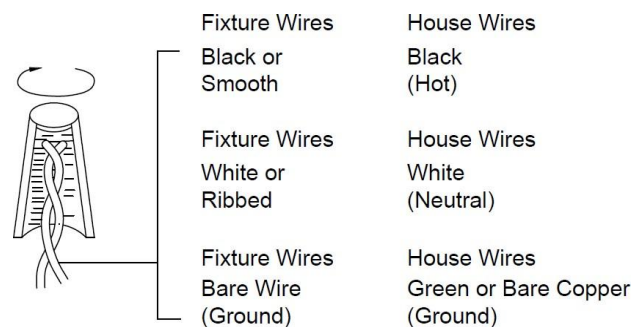 Fixture Wires House Wires
Black or Black
Smooth (Hot)
Fixture Wires House Wires
White or White
Ribbed (Neutral)
Fixture Wires House Wires
Bare Wire Green or Bare Copper
(Ground) (Ground)